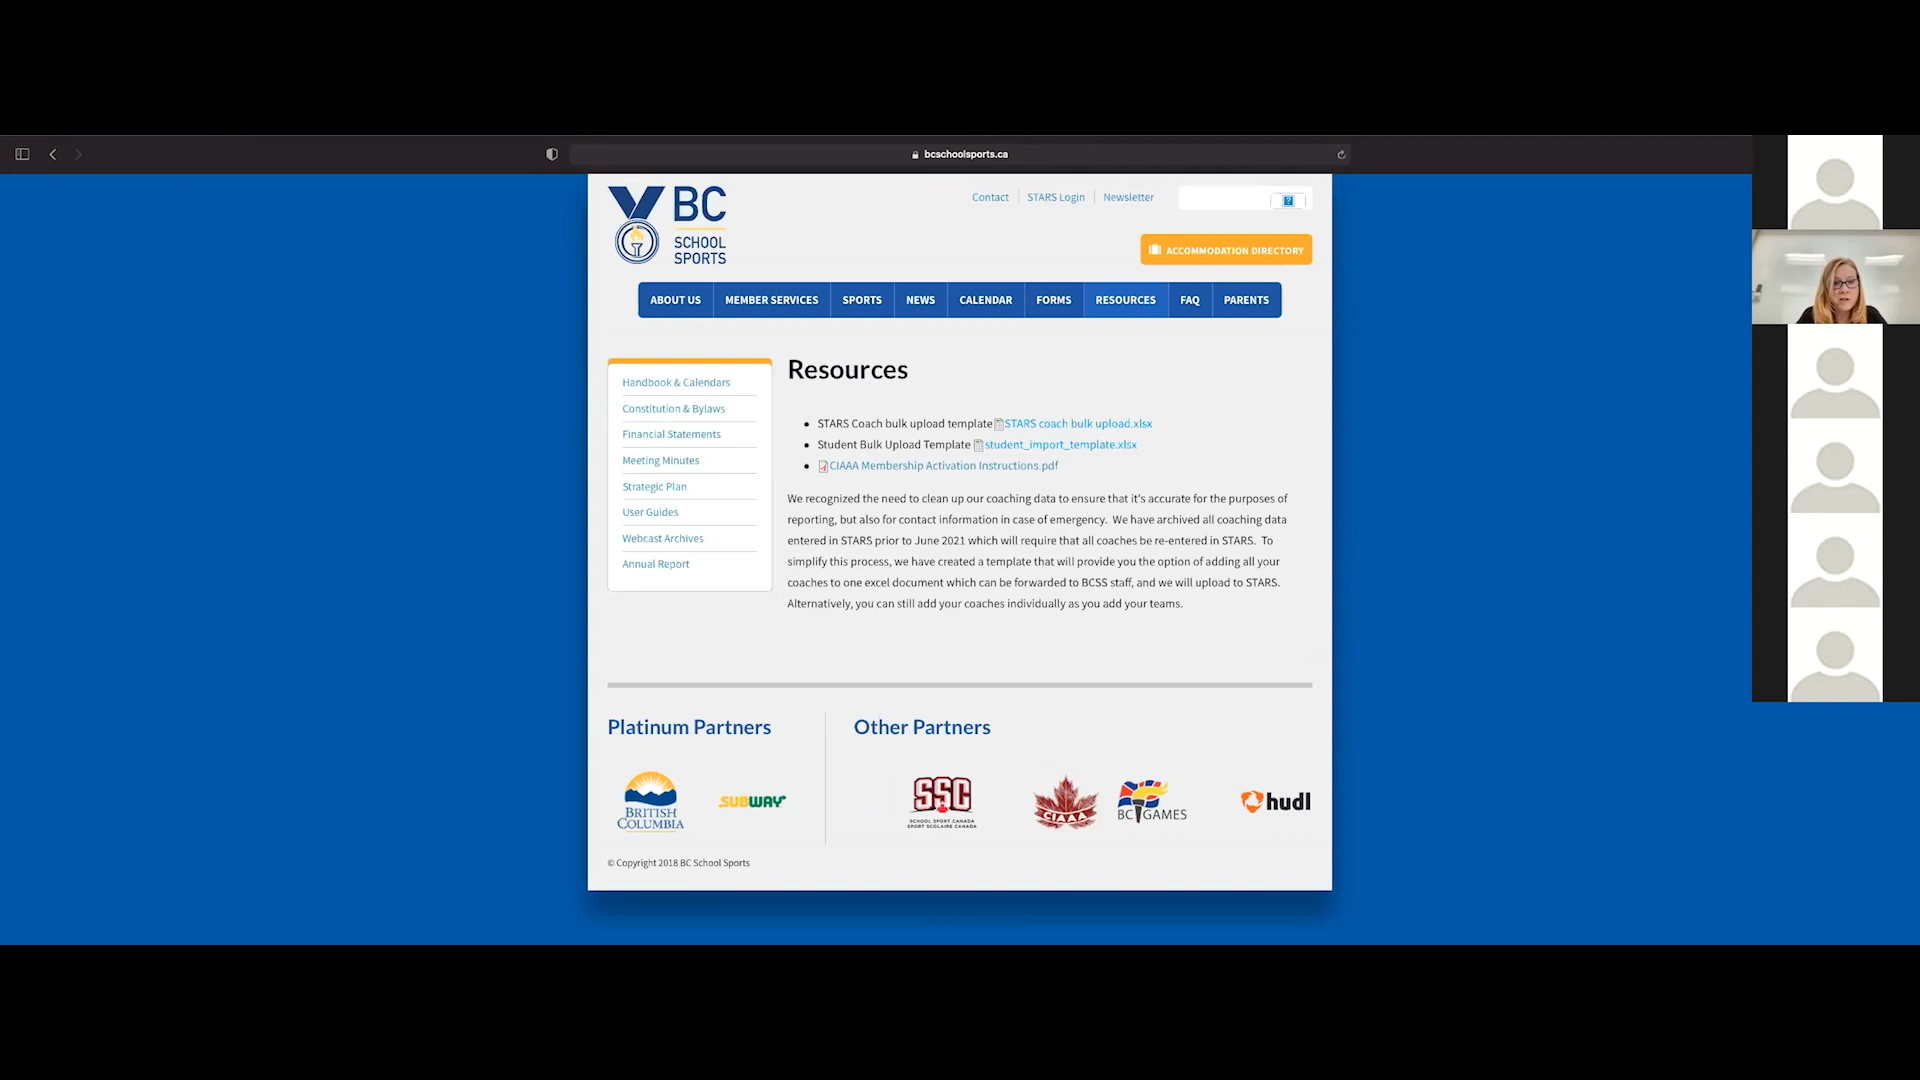 bcschoolsports.ca
BC
SCHOOL
SPORTS
Contact
STARS Login
Newsletter
ACCOMMODATION DIRECTORY
ABOUT US
MEMBER SERVICES
SPORTS
NEWS
CALENDAR
FORMS
RESOURCES
FAQ
PARENTS
Handbook & Calendars
Constitution & Bylaws
Financial Statements
Meeting Minutes
Strategic Plan
User Guides
Webcast Archives
Annual Report
Resources
STARS Coach bulk upload template STARS coach bulk upload.xlsx
Student Bulk Upload Template student_import_template.xlsx
CIAAA Membership Activation Instructions.pdf
We recognized the need to clean up our coaching data to ensure that it's accurate for the purposes of
reporting, but also for contact information in case of emergency. We have archived all coaching data
entered in STARS prior to June 2021 which will require that all coaches be re-entered in STARS. To
simplify this process, we have created a template that will provide you the option of adding all your
coaches to one excel document which can be forwarded to BCSS staff, and we will upload to STARS.
Alternatively, you can still add your coaches individually as you add your teams.
Platinum Partners
BRITISH
COLUMBIA
SUBWAY
Other Partners
SSC
SCHOOL SPORT CANADA
SPORT SCOLAIRE CANADA
CIAAA
BC GAMES
hudl
© Copyright 2018 BC School Sports